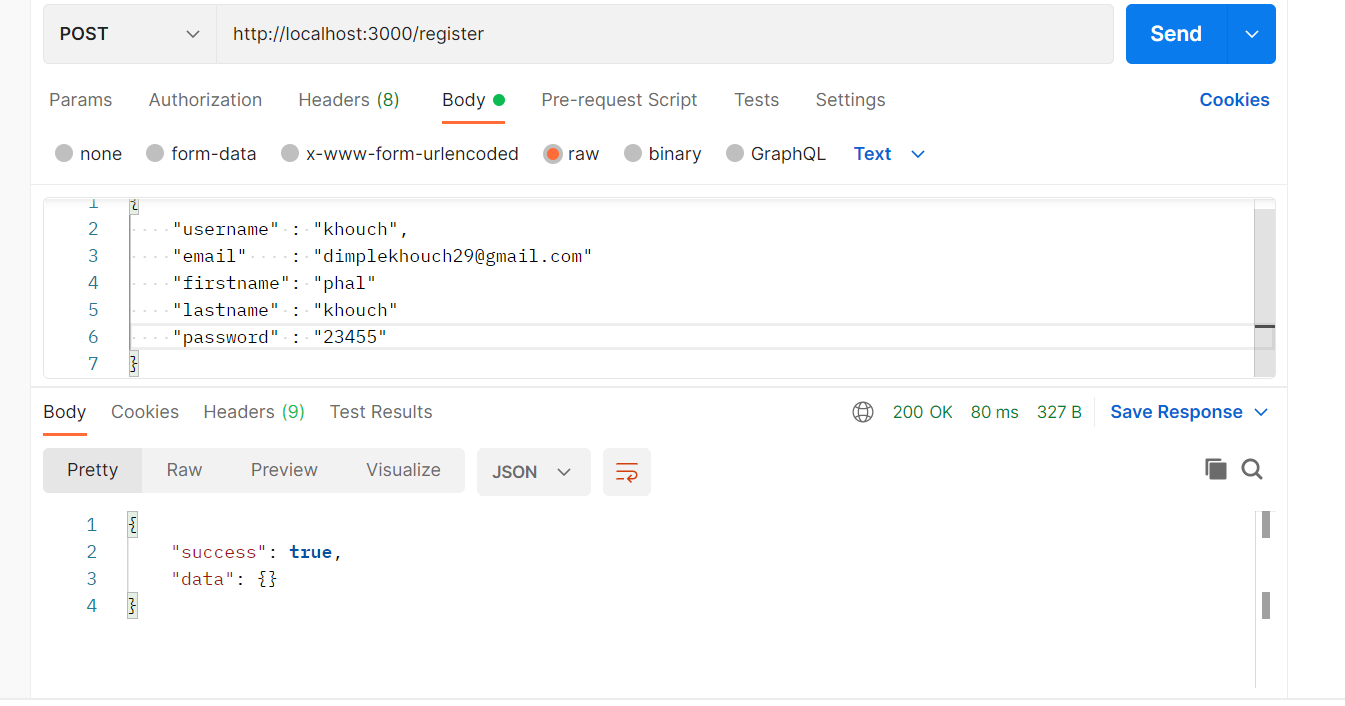 POST http://localhost:3000/register Send
Params Authorization Headers (8) Body Pre-request Script Tests Settings Cookies
none form-data x-www-form-urlencoded raw binary GraphQL Text
1 {
2 "username" : "khouch",
3 "email" : "dimplekhouch29@gmail.com"
4 "firstname": "phal"
5 "lastname" : "khouch"
6 "password" : "23455"
7 }
Body Cookies Headers (9) Test Results 200 OK 80 ms 327 B Save Response
Pretty Raw Preview Visualize JSON
1 {
2 "success": true,
3 "data": {}
4 }